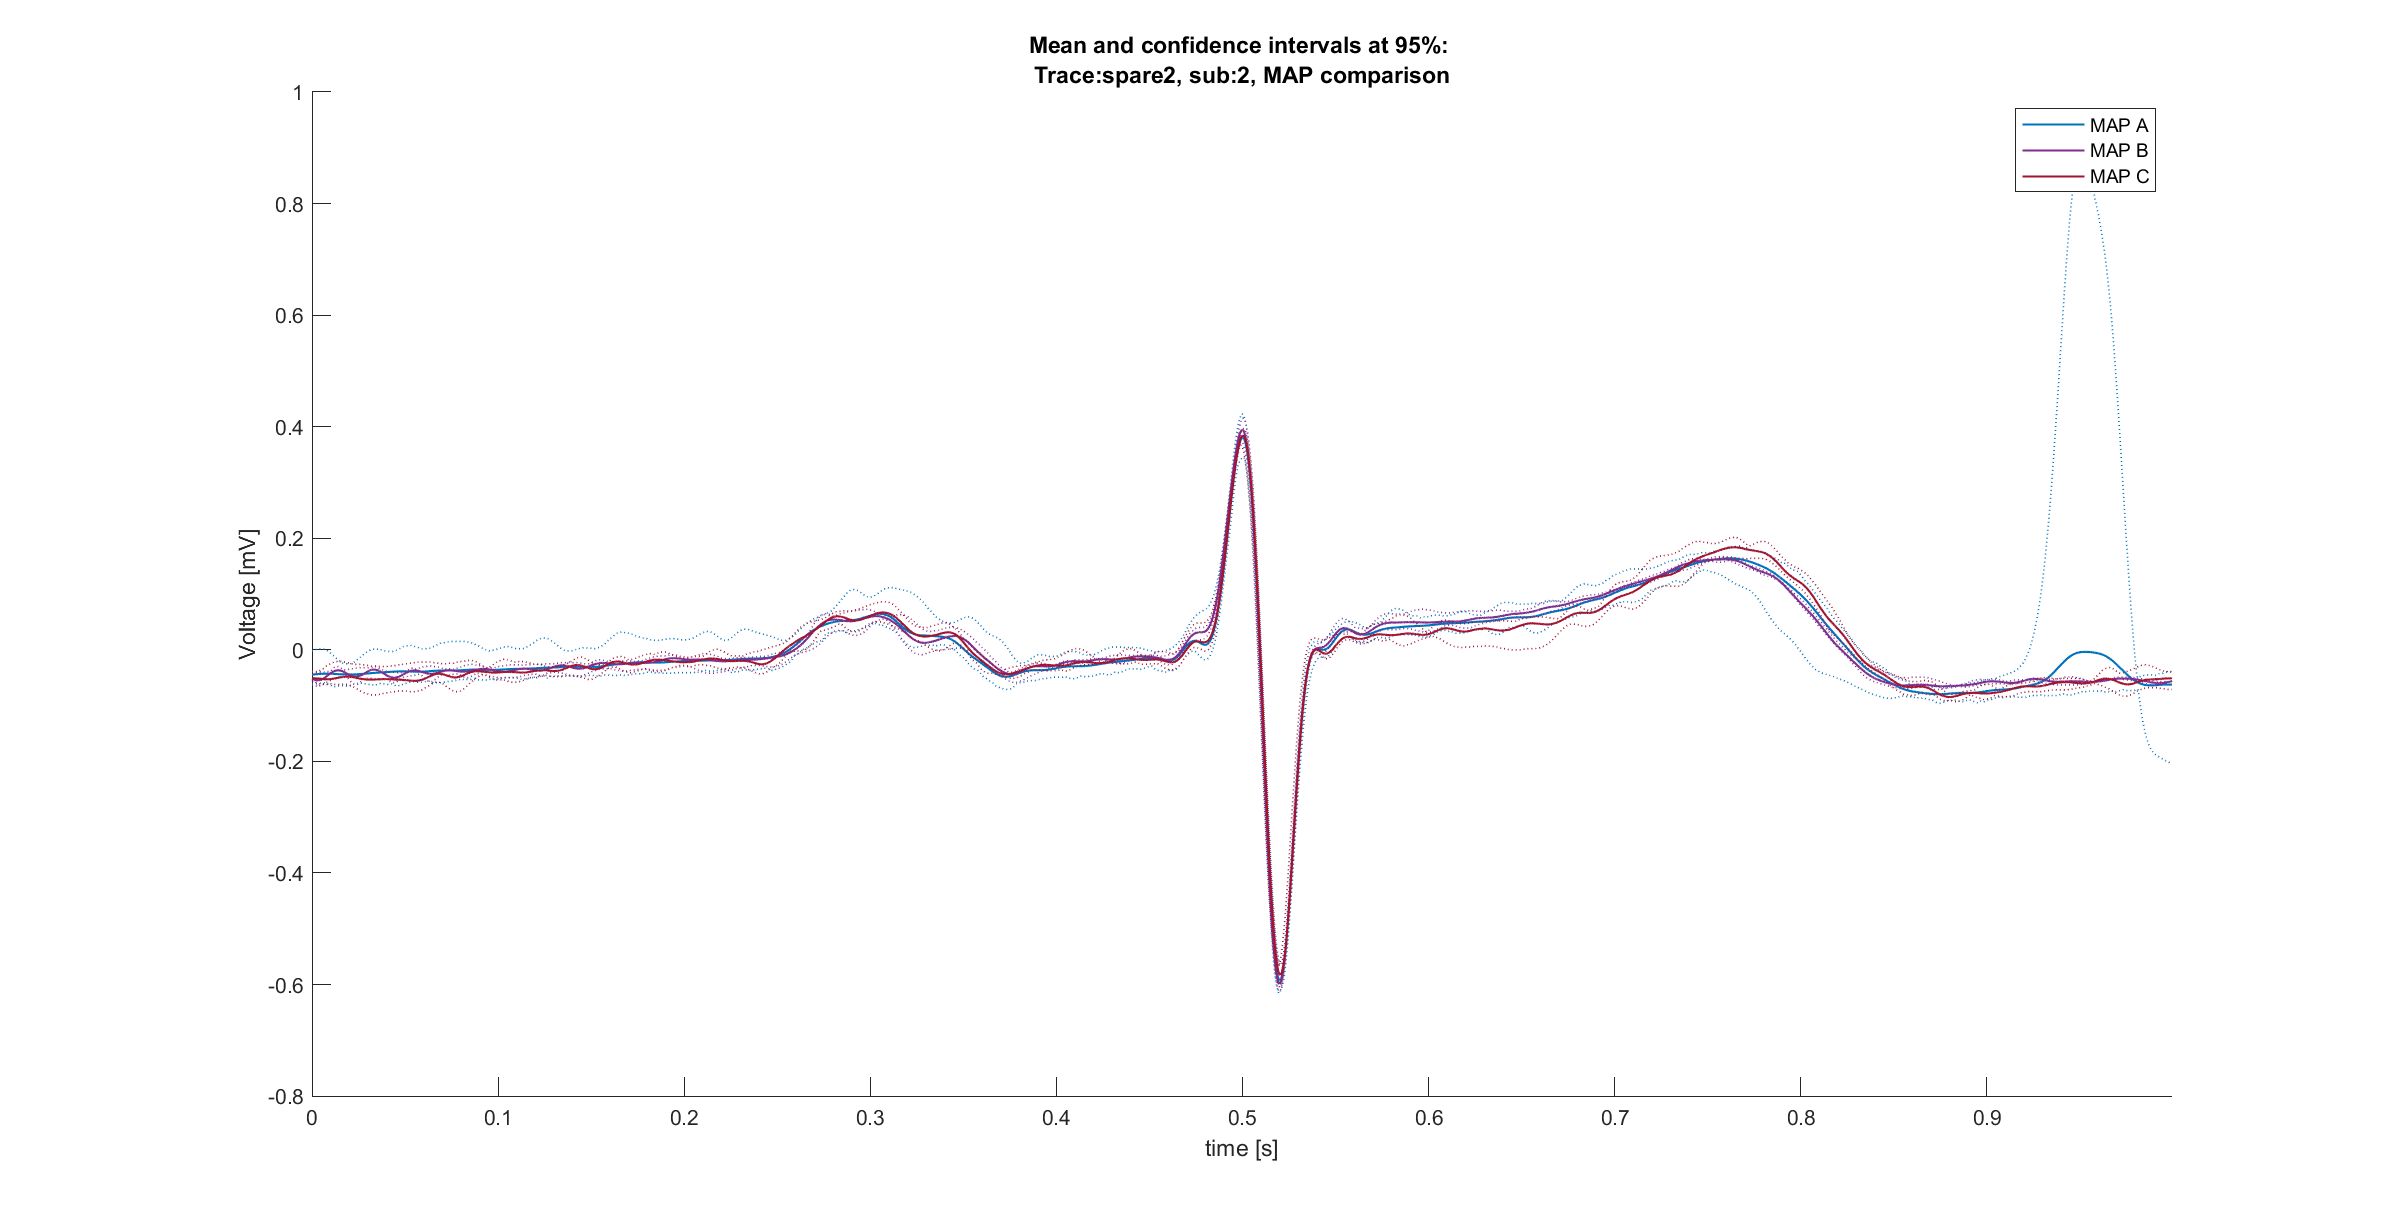 Mean and confidence intervals at 95%:
Trace:spare2, sub:2, MAP comparison
MAP A
MAP B
MAP C
Voltage [mV]
1
0.8
0.6
0.4
0.2
0
-0.2
-0.4
-0.6
-0.8
0 0.1 0.2 0.3 0.4 0.5 0.6 0.7 0.8 0.9
time [s]